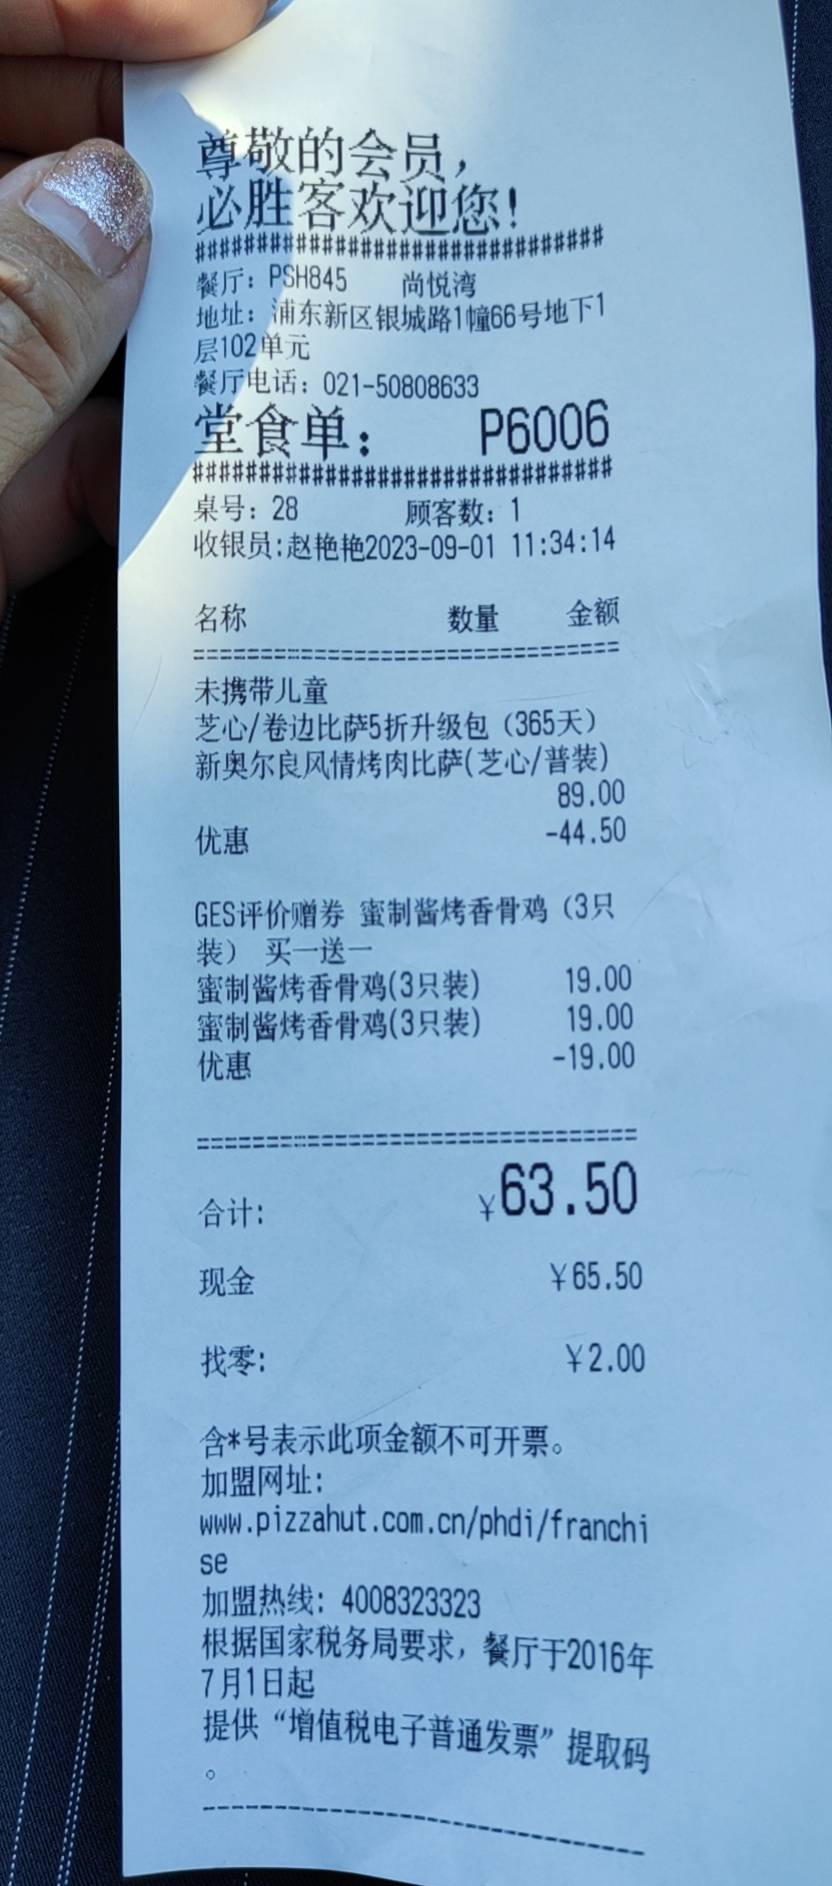 尊敬的会员，
必胜客欢迎您！
##################################
餐厅：PSH845 尚悦湾
地址：浦东新区银城路1幢66号地下1
层102单元
餐厅电话：021-50808633
堂食单： P6006
##################################
桌号：28 顾客数：1
收银员:赵艳艳2023-09-01 11:34:14
名称 数量 金额
================================
未携带儿童
芝心/卷边比萨5折升级包（365天）
新奥尔良风情烤肉比萨(芝心/普装)
89.00
优惠 -44.50
GES评价赠券 蜜制酱烤香骨鸡（3只
装） 买一送一
蜜制酱烤香骨鸡(3只装) 19.00
蜜制酱烤香骨鸡(3只装) 19.00
优惠 -19.00
================================
合计: ¥63.50
现金 ¥65.50
找零: ¥2.00
含*号表示此项金额不可开票。
加盟网址:
www.pizzahut.com.cn/phdi/franchi
se
加盟热线: 4008323323
根据国家税务局要求，餐厅于2016年
7月1日起
提供“增值税电子普通发票”提取码
。
--------------------------------